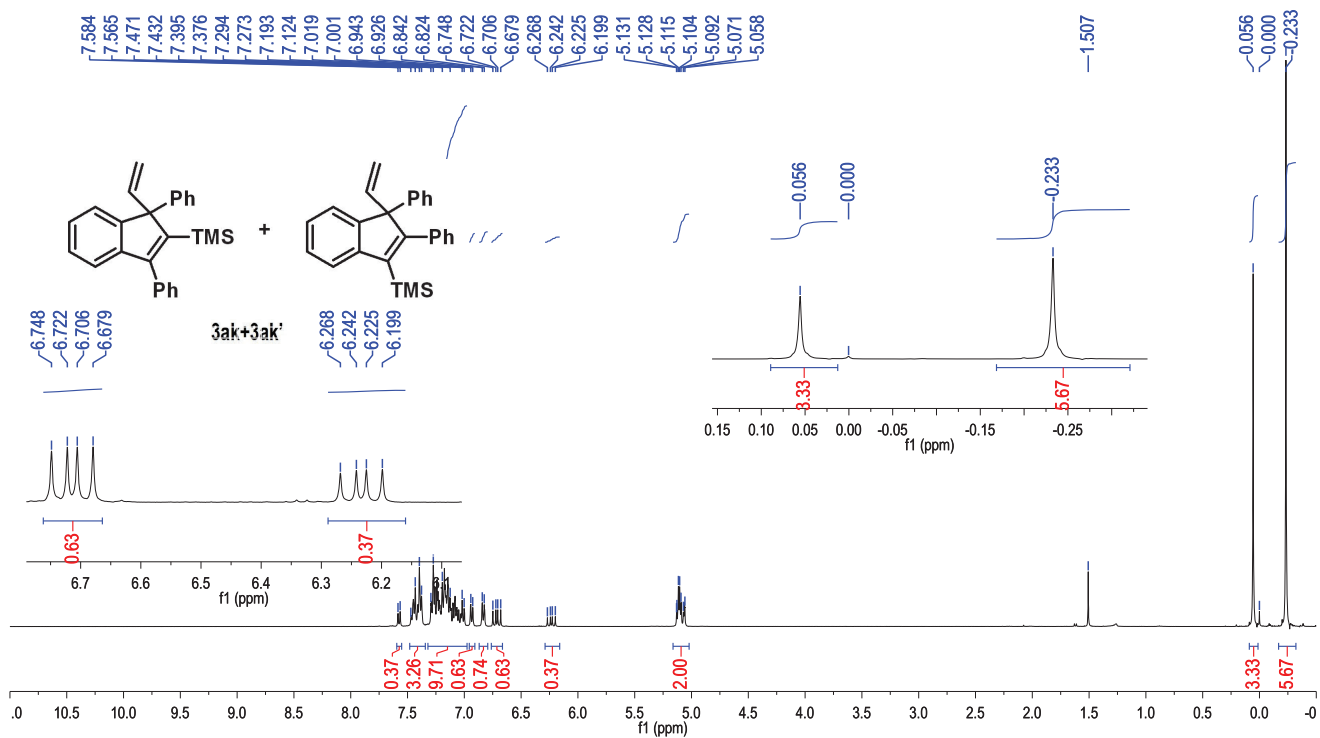 7.584 7.565 7.471 7.432 7.395 7.376 7.294 7.273 7.193 7.124 7.019 7.001 6.943 6.926 6.842 6.824 6.748 6.722 6.706 6.679 6.268 6.242 6.225 6.199 5.131 5.128 5.115 5.104 5.092 5.071 5.058 1.507 0.056 0.000 -0.233
0.056 0.000 -0.233
Ph Ph
TMS + Ph
Ph TMS
3ak+3ak'
6.748 6.722 6.706 6.679 6.268 6.242 6.225 6.199
3.33 5.67
0.15 0.10 0.05 0.00 -0.05 -0.15 -0.25
f1 (ppm)
0.63 0.37
6.7 6.6 6.5 6.4 6.3 6.2
f1 (ppm)
0.37 3.26 9.71 0.63 0.74 0.63 0.37 2.00 3.33 5.67
.0 10.5 10.0 9.5 9.0 8.5 8.0 7.5 7.0 6.5 6.0 5.5 5.0 4.5 4.0 3.5 3.0 2.5 2.0 1.5 1.0 0.5 0.0 -0
f1 (ppm)